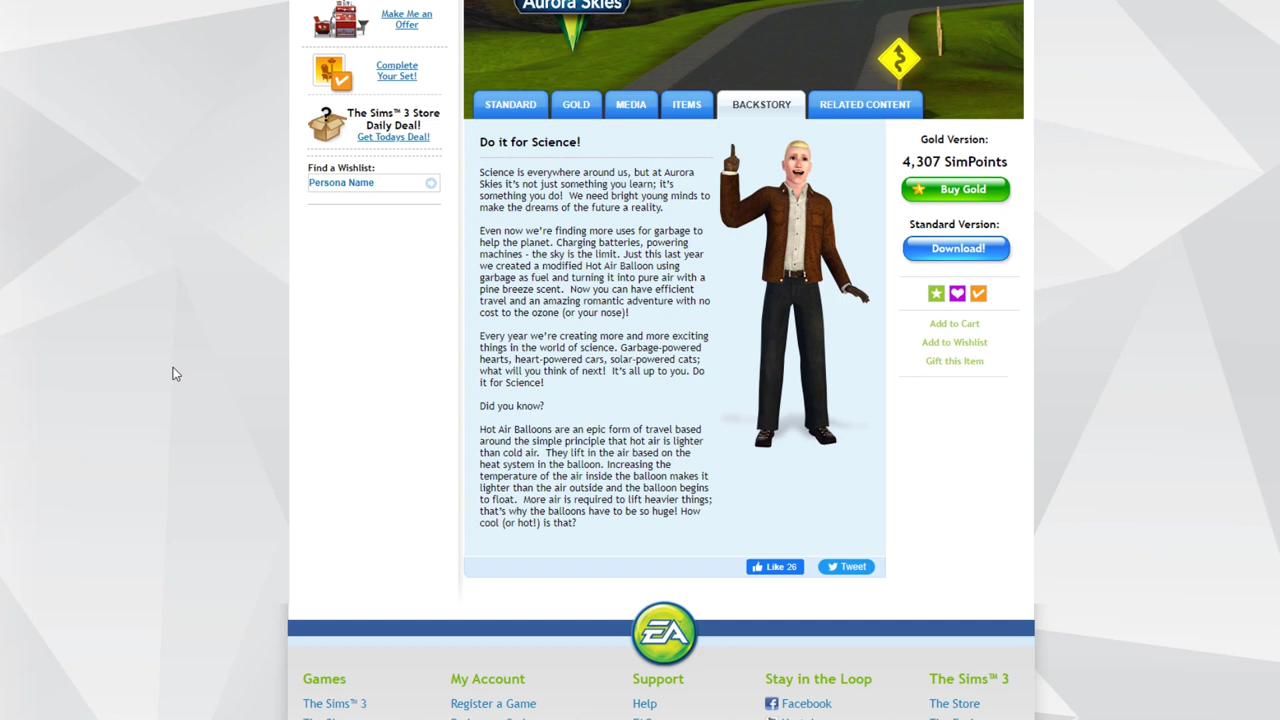 Make Me an
Offer
Complete
Your Set!
The Sims™ 3 Store
Daily Deal!
Get Todays Deal!
Find a Wishlist:
Persona Name
Aurora Skies
STANDARD
GOLD
MEDIA
ITEMS
BACKSTORY
RELATED CONTENT
Do it for Science!
Science is everywhere around us, but at Aurora
Skies it's not just something you learn; it's
something you do!  We need bright young minds to
make the dreams of the future a reality.
Even now we're finding more uses for garbage to
help the planet. Charging batteries, powering
machines - the sky is the limit. Just this last year
we created a modified Hot Air Balloon using
garbage as fuel and turning it into pure air with a
pine breeze scent.  Now you can have efficient
travel and an amazing romantic adventure with no
cost to the ozone (or your nose)!
Every year we're creating more and more exciting
things in the world of science. Garbage-powered
hearts, heart-powered cars, solar-powered cats;
what will you think of next!  It's all up to you. Do
it for Science!
Did you know?
Hot Air Balloons are an epic form of travel based
around the simple principle that hot air is lighter
than cold air.  They lift in the air based on the
heat system in the balloon. Increasing the
temperature of the air inside the balloon makes it
lighter than the air outside and the balloon begins
to float.  More air is required to lift heavier things;
that's why the balloons have to be so huge! How
cool (or hot!) is that?
Like 26
Tweet
Gold Version:
4,307 SimPoints
Buy Gold
Standard Version:
Download!
Add to Cart
Add to Wishlist
Gift this Item
EA
Games
The Sims™ 3
My Account
Register a Game
Support
Help
Stay in the Loop
Facebook
The Sims™ 3
The Store